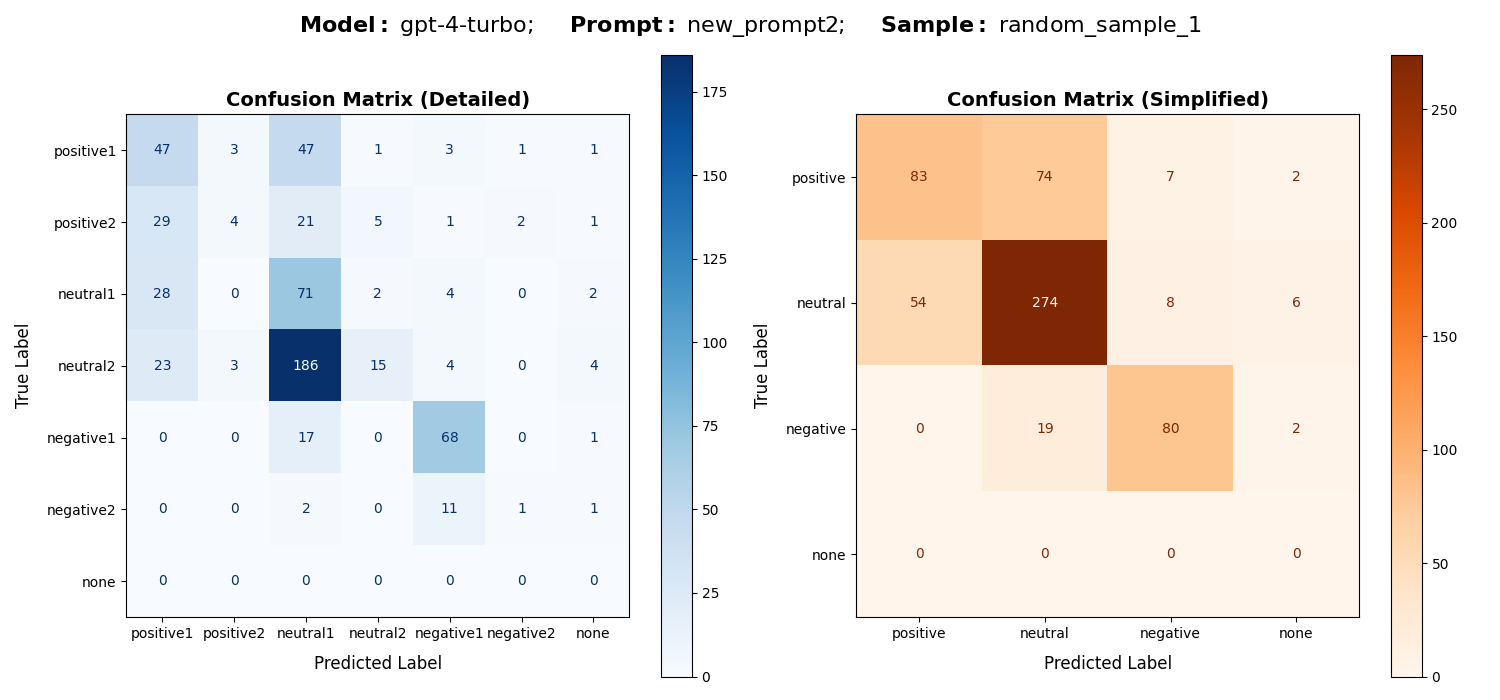 Model: gpt-4-turbo; Prompt: new_prompt2; Sample: random_sample_1
Confusion Matrix (Detailed)
True Label
positive1 47 3 47 1 3 1 1
positive2 29 4 21 5 1 2 1
neutral1 28 0 71 2 4 0 2
neutral2 23 3 186 15 4 0 4
negative1 0 0 17 0 68 0 1
negative2 0 0 2 0 11 1 1
none 0 0 0 0 0 0 0
positive1 positive2 neutral1 neutral2 negative1 negative2 none
Predicted Label
175
150
125
100
75
50
25
0
Confusion Matrix (Simplified)
True Label
positive 83 74 7 2
neutral 54 274 8 6
negative 0 19 80 2
none 0 0 0 0
positive neutral negative none
Predicted Label
250
200
150
100
50
0